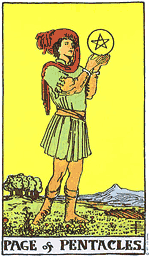 PAGE of PENTACLES.